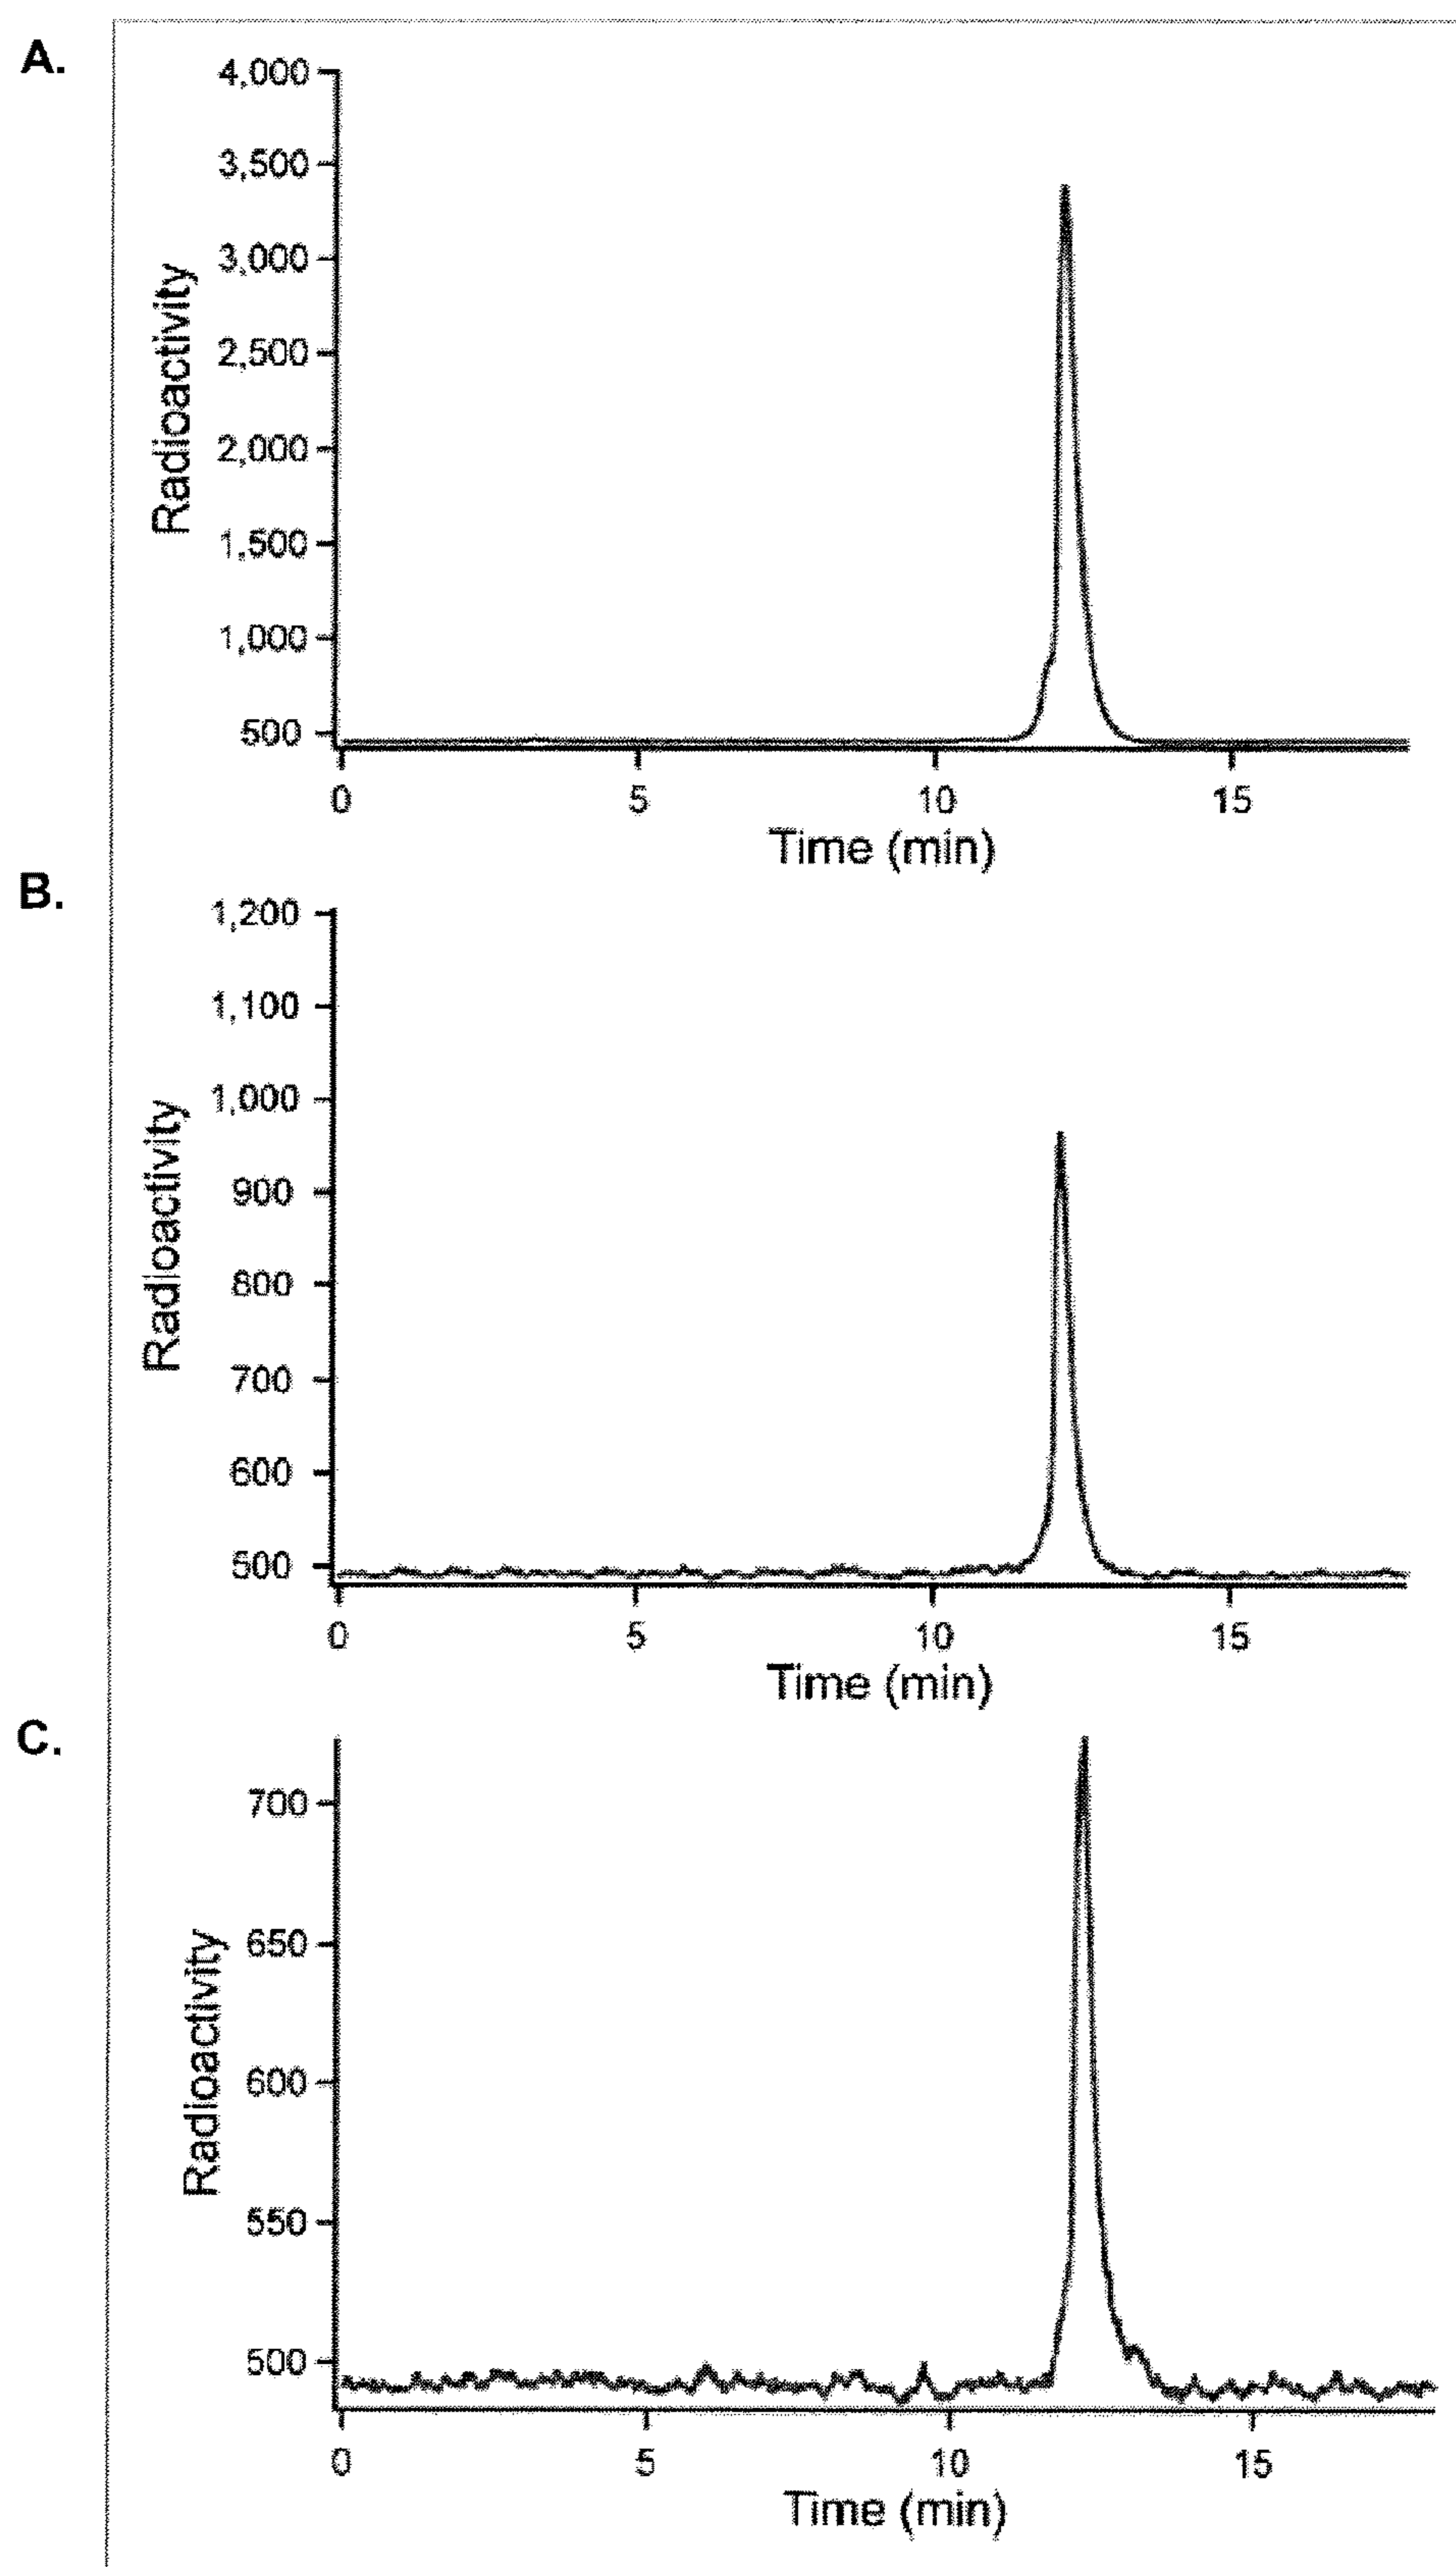 A.
4,000
3,500
3,000
2,500
2,000
1,500
1,000
500
Radioactivity
0 5 10 15
Time (min)
B.
1,200
1,100
1,000
900
800
700
600
500
Radioactivity
0 5 10 15
Time (min)
C.
700
650
600
550
500
Radioactivity
0 5 10 15
Time (min)